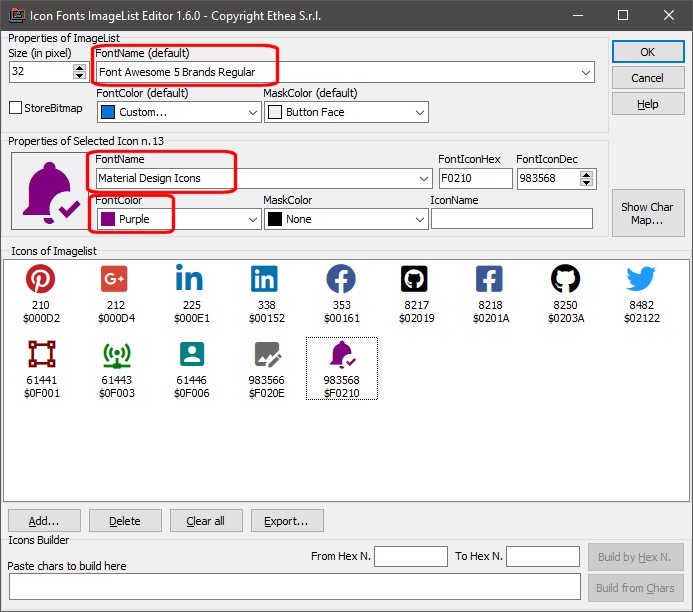 Icon Fonts ImageList Editor 1.6.0 - Copyright Ethea S.r.l.
Properties of ImageList
Size (in pixel)
FontName (default)
32
Font Awesome 5 Brands Regular
OK
Cancel
Help
StoreBitmap
FontColor (default)
MaskColor (default)
Custom...
Button Face
Properties of Selected Icon n.13
FontName
FontIconHex
FontIconDec
Material Design Icons
F0210
983568
FontColor
MaskColor
IconName
Purple
None
Show Char
Map...
Icons of Imagelist
210 212 225 338 353 8217 8218 8250 8482
$000D2 $000D4 $000E1 $00152 $00161 $02019 $0201A $0203A $02122
61441 61443 61446 983566 983568
$0F001 $0F003 $0F006 $F020E $F0210
Add...
Delete
Clear all
Export...
Icons Builder
From Hex N.
To Hex N.
Build by Hex N.
Paste chars to build here
Build from Chars